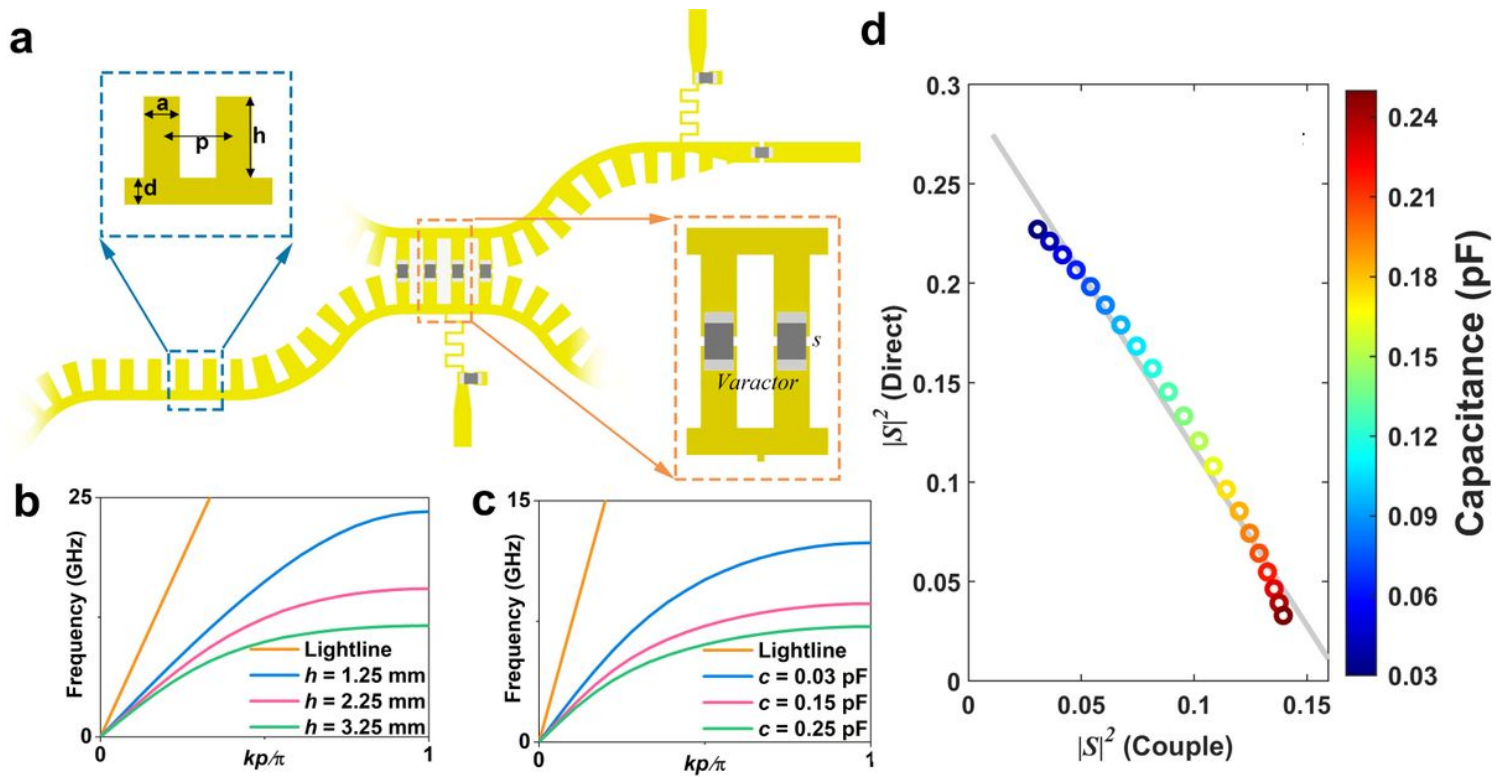 a
a
p
h
d
s
Varactor
b
25
Frequency (GHz)
0
0
kp/π
1
Lightline
h = 1.25 mm
h = 2.25 mm
h = 3.25 mm
c
15
Frequency (GHz)
0
0
kp/π
1
Lightline
c = 0.03 pF
c = 0.15 pF
c = 0.25 pF
d
0.3
0.25
0.2
0.15
0.1
0.05
0
|S|² (Direct)
0
0.05
0.1
0.15
|S|² (Couple)
0.24
0.21
0.18
0.15
0.12
0.09
0.06
0.03
Capacitance (pF)